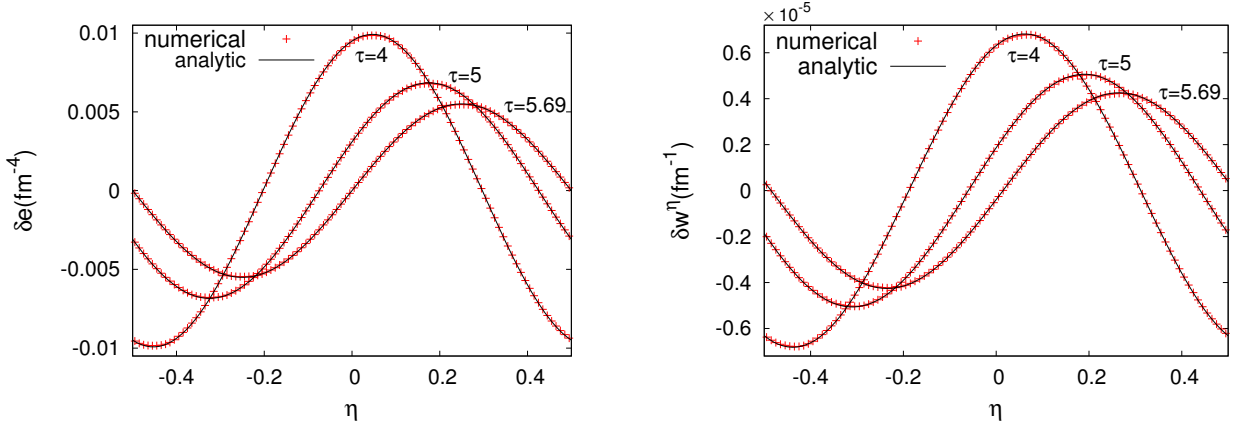 numerical
analytic
τ=4
τ=5
τ=5.69
0.01
0.005
0
-0.005
-0.01
δe(fm⁻⁴)
-0.4 -0.2 0 0.2 0.4
η
× 10⁻⁵
numerical
analytic
τ=4
τ=5
τ=5.69
0.6
0.4
0.2
0
-0.2
-0.4
-0.6
δw^η(fm⁻¹)
-0.4 -0.2 0 0.2 0.4
η